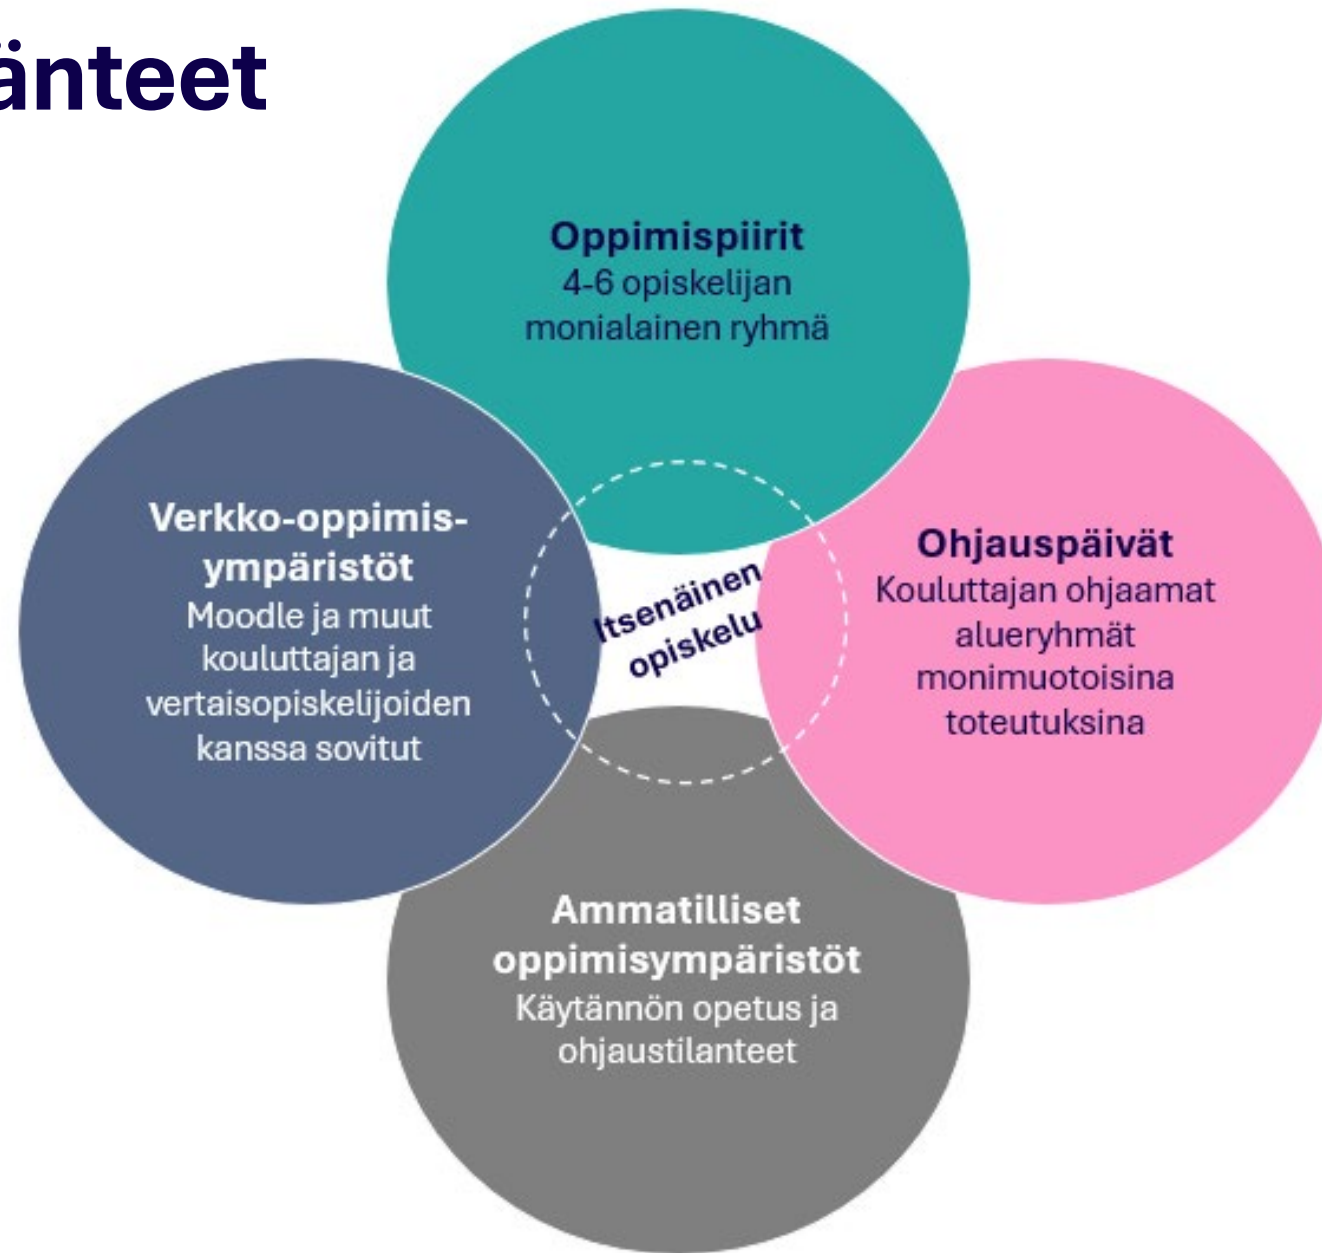 änteet
Oppimispiirit
4-6 opiskelijan
monialainen ryhmä
Verkko-oppimis-
ympäristöt
Moodle ja muut
kouluttajan ja
vertaisopiskelijoiden
kanssa sovitut
Itsenäinen
opiskelu
Ohjauspäivät
Kouluttajan ohjaamat
alueryhmät
monimuotoisina
toteutuksina
Ammatilliset
oppimisympäristöt
Käytännön opetus ja
ohjaustilanteet